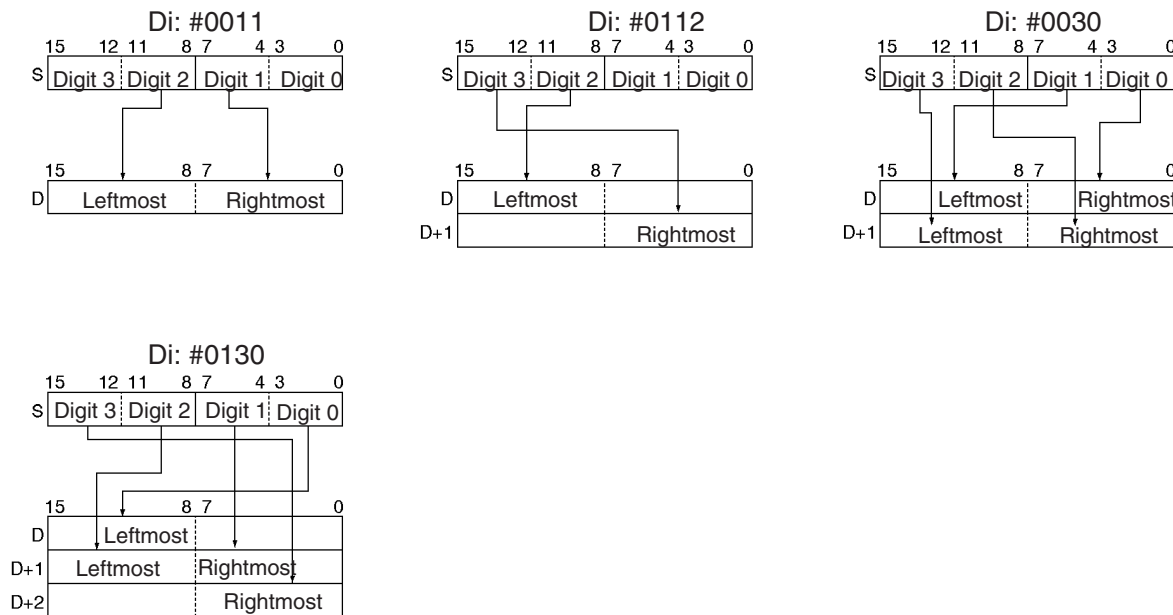 Di: #0011
15 12 11 8 7 4 3 0
S Digit 3 Digit 2 Digit 1 Digit 0
15 8 7 0
D Leftmost Rightmost
Di: #0112
15 12 11 8 7 4 3 0
S Digit 3 Digit 2 Digit 1 Digit 0
15 8 7 0
D Leftmost
D+1 Rightmost
Di: #0030
15 12 11 8 7 4 3 0
S Digit 3 Digit 2 Digit 1 Digit 0
15 8 7 0
D Leftmost Rightmost
D+1 Leftmost Rightmost
Di: #0130
15 12 11 8 7 4 3 0
S Digit 3 Digit 2 Digit 1 Digit 0
15 8 7 0
D Leftmost
D+1 Leftmost Rightmost
D+2 Rightmost